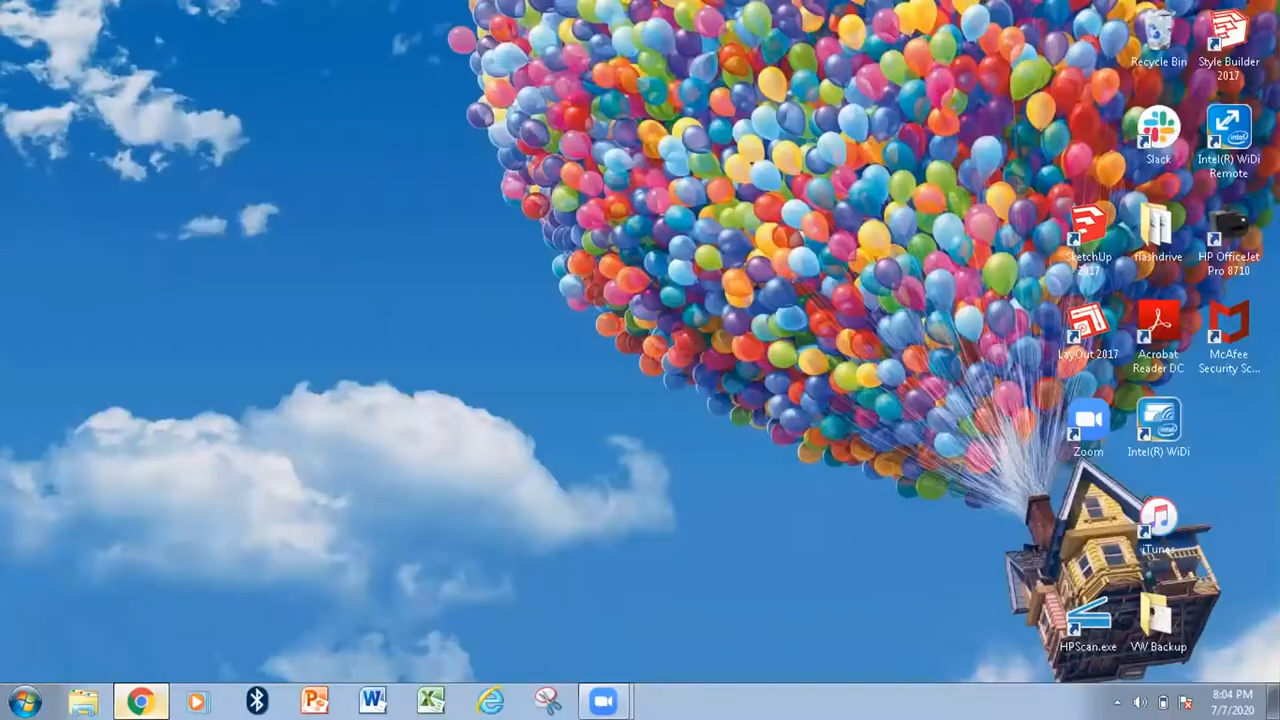 Recycle Bin
Style Builder
2017
Slack
Intel(R) WiDi
Remote
SketchUp
2017
flashdrive
HP OfficeJet
Pro 8710
LayOut 2017
Acrobat
Reader DC
McAfee
Security Sc...
Zoom
Intel(R) WiDi
iTunes
HPScan.exe
VW Backup
8:04 PM
7/7/2020